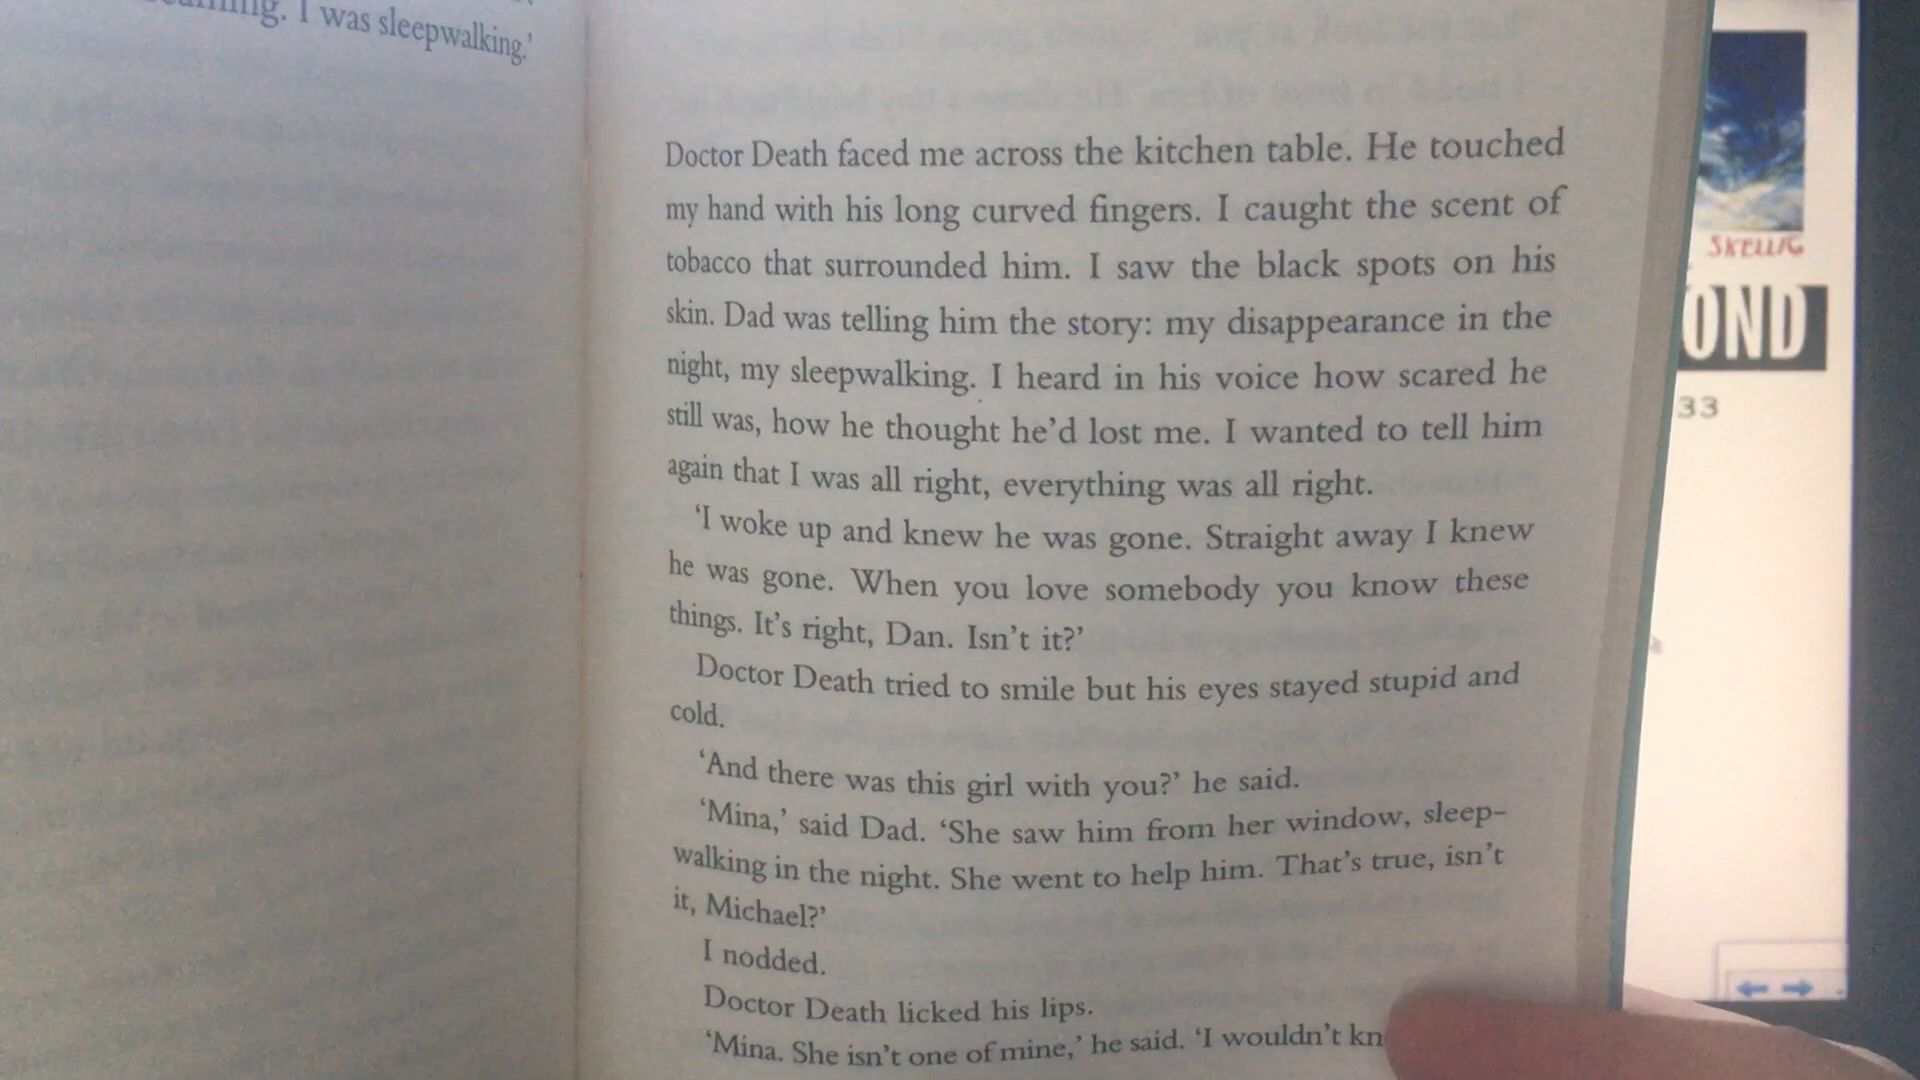 I was sleepwalking.'
Doctor Death faced me across the kitchen table. He touched
my hand with his long curved fingers. I caught the scent of
tobacco that surrounded him. I saw the black spots on his
skin. Dad was telling him the story: my disappearance in the
night, my sleepwalking. I heard in his voice how scared he
still was, how he thought he'd lost me. I wanted to tell him
again that I was all right, everything was all right.
'I woke up and knew he was gone. Straight away I knew
he was gone. When you love somebody you know these
things. It's right, Dan. Isn't it?'
Doctor Death tried to smile but his eyes stayed stupid and
cold.
'And there was this girl with you?' he said.
'Mina,' said Dad. 'She saw him from her window, sleep-
walking in the night. She went to help him. That's true, isn't
it, Michael?'
I nodded.
Doctor Death licked his lips.
'Mina. She isn't one of mine,' he said. 'I wouldn't kn
SKELLIG
OND
33